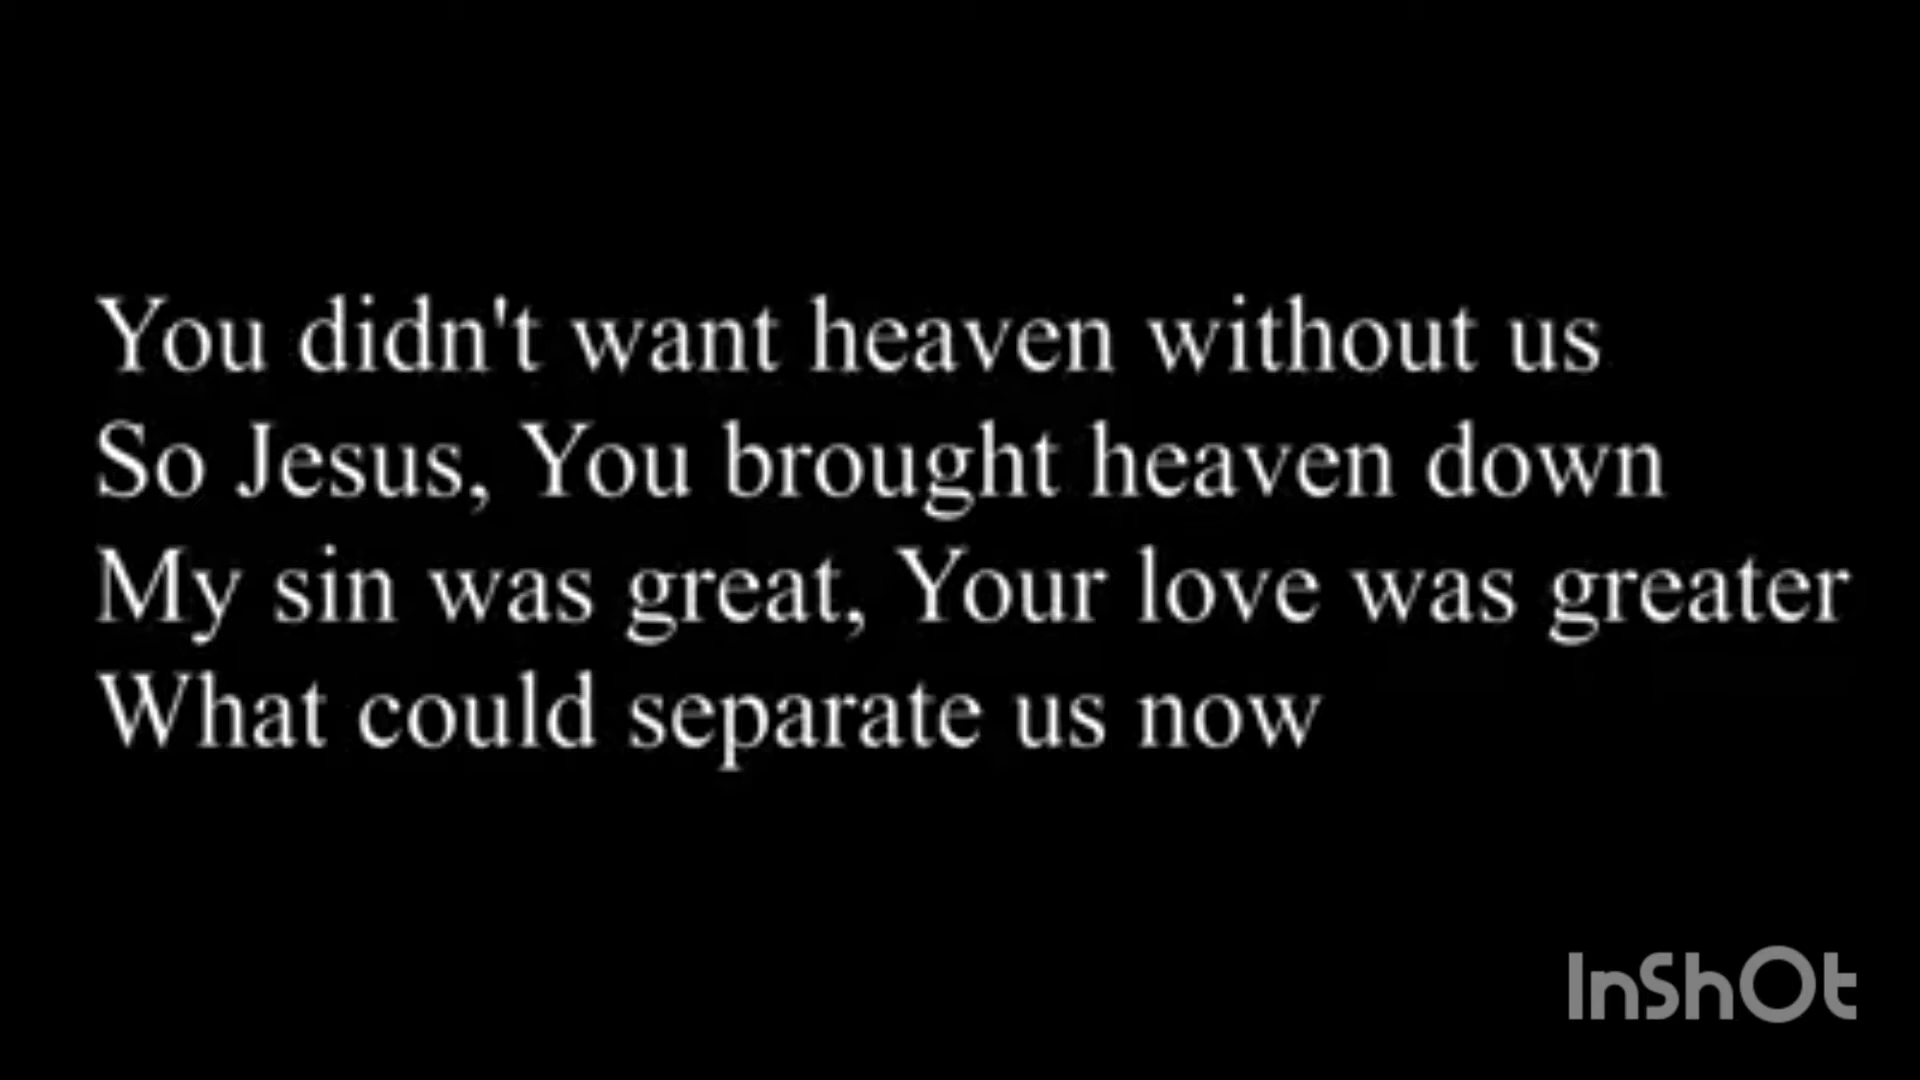 You didn't want heaven without us
So Jesus, You brought heaven down
My sin was great, Your love was greater
What could separate us now
InShOt